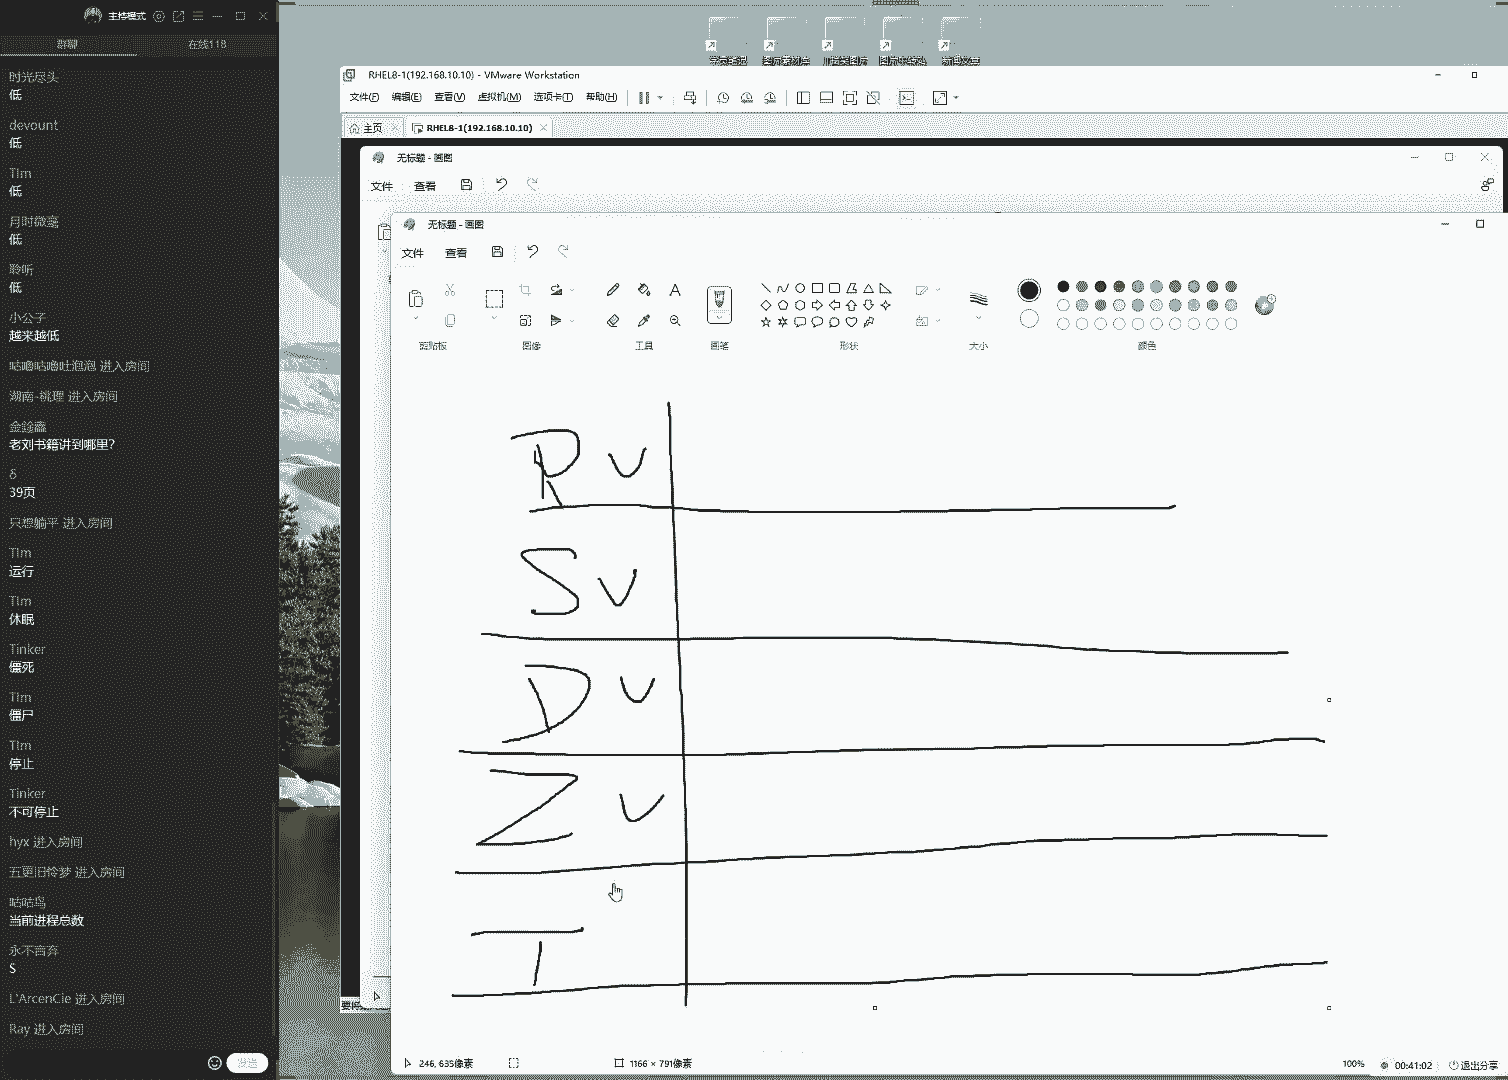 主持模式
群聊 在线118
时光尽头
低
devount
低
Tim
低
月时微寒
低
聆听
低
小公子
越来越低
咕噜咕噜吐泡泡 进入房间
湖南-桃理 进入房间
老刘书籍讲到哪里?
δ
39页
只想躺平 进入房间
Tim
运行
Tim
休眠
Tinker
僵死
Tim
僵尸
Tim
停止
Tinker
不可停止
hyx 进入房间
五更旧怜梦 进入房间
咕咕鸟
当前进程总数
永不言弃
S
L'ArcenCie 进入房间
Ray 进入房间
发送
RHEL8-1(192.168.10.10) - VMware Workstation
文件(F) 编辑(E) 查看(V) 虚拟机(M) 选项卡(T) 帮助(H)
主页 RHEL8-1(192.168.10.10)
无标题 - 画图
文件 查看
无标题 - 画图
文件 查看
剪贴板 图像 工具 画笔 形状 大小 颜色
R v
S v
D v
Z v
T
246, 635像素 1166 × 791像素 100% 00:41:02 退出分享